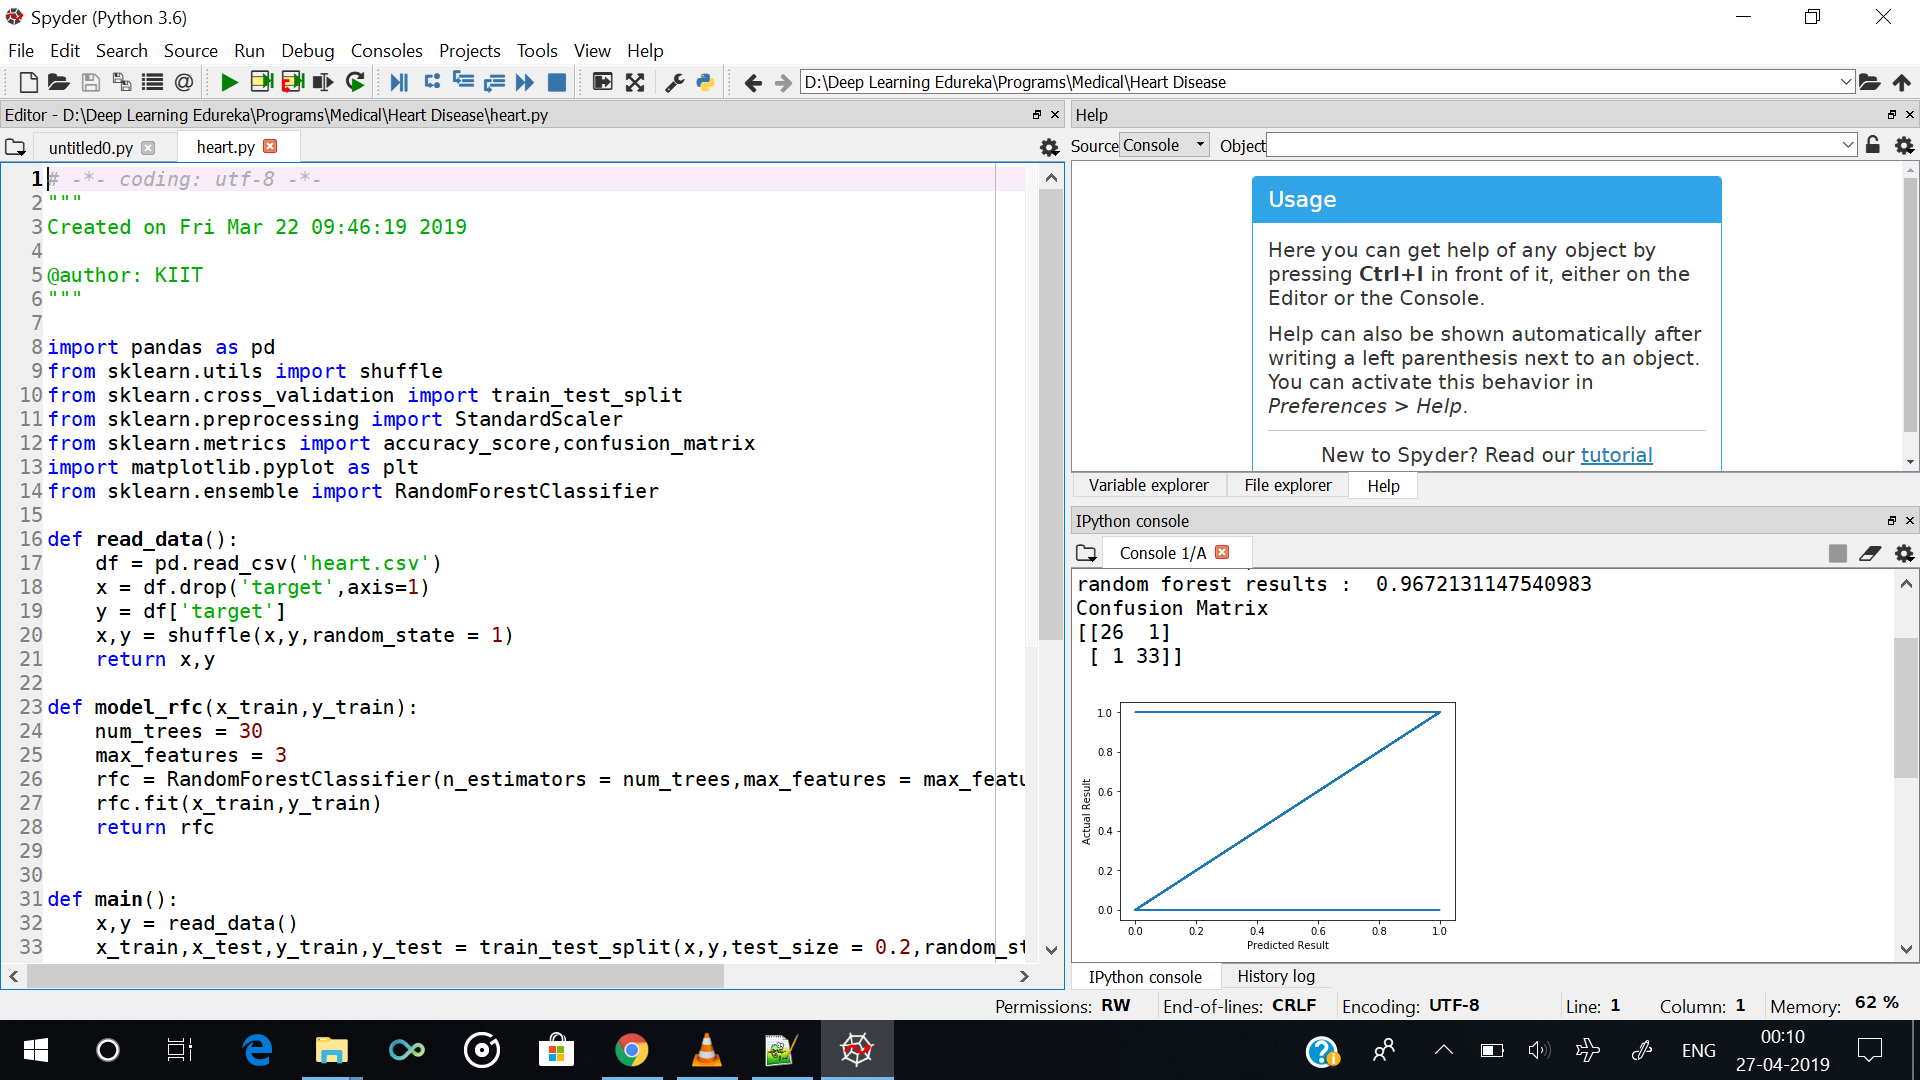 Spyder (Python 3.6)
File Edit Search Source Run Debug Consoles Projects Tools View Help
D:\Deep Learning Edureka\Programs\Medical\Heart Disease
Editor - D:\Deep Learning Edureka\Programs\Medical\Heart Disease\heart.py
untitled0.py heart.py
1 # -*- coding: utf-8 -*-
2 """
3 Created on Fri Mar 22 09:46:19 2019
4
5 @author: KIIT
6 """
7
8 import pandas as pd
9 from sklearn.utils import shuffle
10 from sklearn.cross_validation import train_test_split
11 from sklearn.preprocessing import StandardScaler
12 from sklearn.metrics import accuracy_score,confusion_matrix
13 import matplotlib.pyplot as plt
14 from sklearn.ensemble import RandomForestClassifier
15
16 def read_data():
17     df = pd.read_csv('heart.csv')
18     x = df.drop('target',axis=1)
19     y = df['target']
20     x,y = shuffle(x,y,random_state = 1)
21     return x,y
22
23 def model_rfc(x_train,y_train):
24     num_trees = 30
25     max_features = 3
26     rfc = RandomForestClassifier(n_estimators = num_trees,max_features = max_featu
27     rfc.fit(x_train,y_train)
28     return rfc
29
30
31 def main():
32     x,y = read_data()
33     x_train,x_test,y_train,y_test = train_test_split(x,y,test_size = 0.2,random_st
Help
Source Console Object
Usage
Here you can get help of any object by
pressing Ctrl+I in front of it, either on the
Editor or the Console.
Help can also be shown automatically after
writing a left parenthesis next to an object.
You can activate this behavior in
Preferences > Help.
New to Spyder? Read our tutorial
Variable explorer File explorer Help
IPython console
Console 1/A
random forest results :  0.9672131147540983
Confusion Matrix
[[26  1]
 [ 1 33]]
1.0
0.8
0.6
0.4
0.2
0.0
Actual Result
0.0 0.2 0.4 0.6 0.8 1.0
Predicted Result
IPython console History log
Permissions: RW End-of-lines: CRLF Encoding: UTF-8 Line: 1 Column: 1 Memory: 62 %
ENG
00:10
27-04-2019